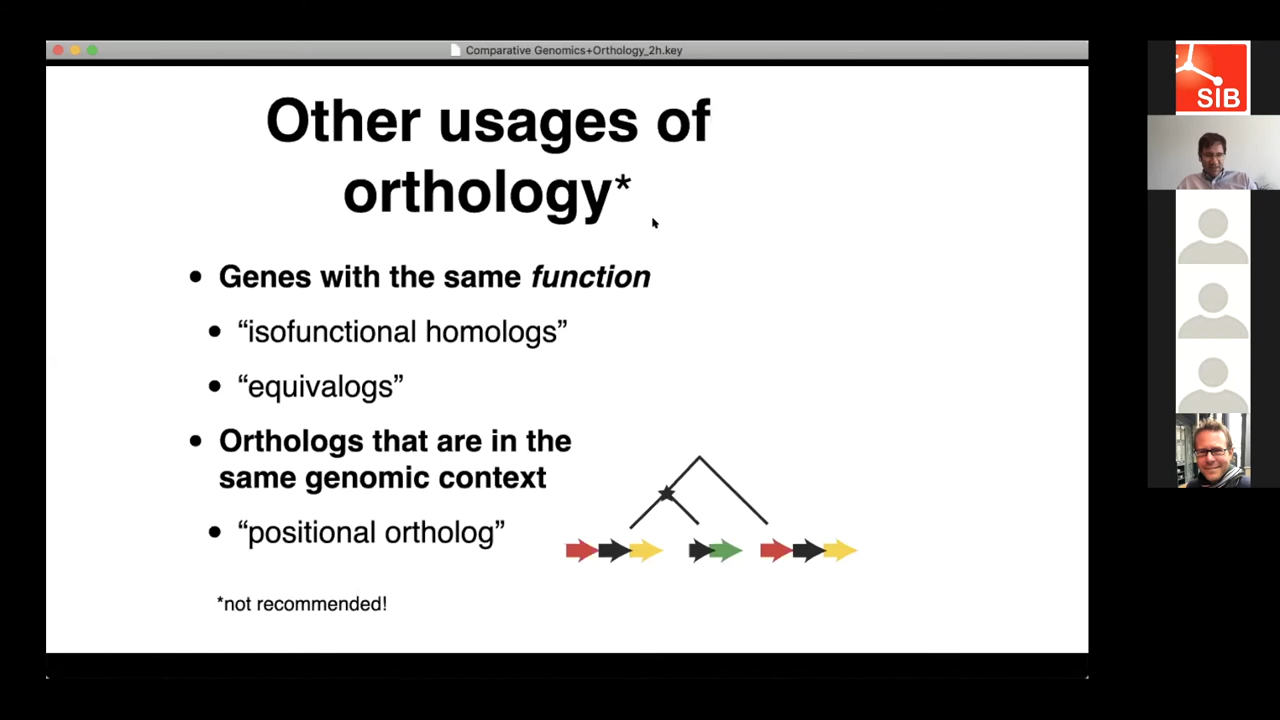 Comparative Genomics+Orthology_2h.key
Other usages of
orthology*
• Genes with the same function
• “isofunctional homologs”
• “equivalogs”
• Orthologs that are in the
same genomic context
• “positional ortholog”
*not recommended!
SIB